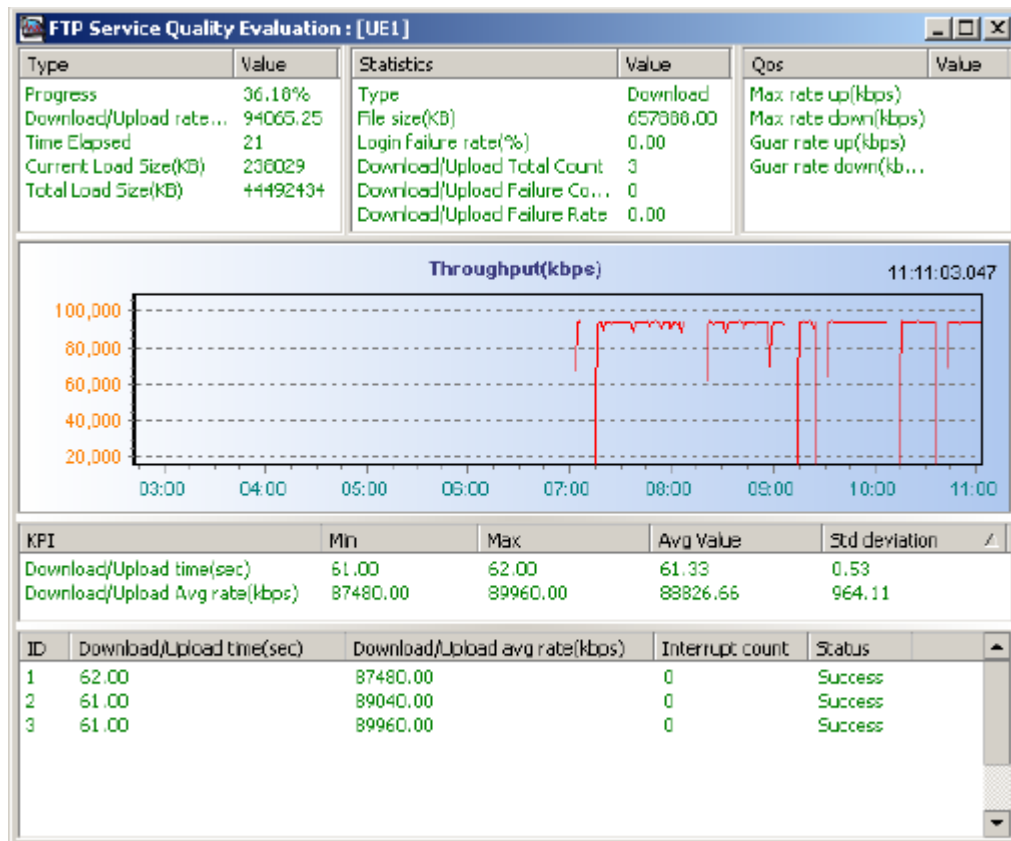 FTP Service Quality Evaluation : [UE1]
Type Value
Progress 36.18%
Download/Upload rate... 94065.25
Time Elapsed 21
Current Load Size(KB) 238029
Total Load Size(KB) 44492434
Statistics Value
Type Download
File size(KB) 657888.00
Login failure rate(%) 0.00
Download/Upload Total Count 3
Download/Upload Failure Co... 0
Download/Upload Failure Rate 0.00
Qos Value
Max rate up(kbps)
Max rate down(kbps)
Guar rate up(kbps)
Guar rate down(kb...
Throughput(kbps) 11:11:03.047
100,000
80,000
60,000
40,000
20,000
03:00 04:00 05:00 06:00 07:00 08:00 09:00 10:00 11:00
KPI Min Max Avg Value Std deviation
Download/Upload time(sec) 61.00 62.00 61.33 0.53
Download/Upload Avg rate(kbps) 87480.00 89960.00 88826.66 964.11
ID Download/Upload time(sec) Download/Upload avg rate(kbps) Interrupt count Status
1 62.00 87480.00 0 Success
2 61.00 89040.00 0 Success
3 61.00 89960.00 0 Success